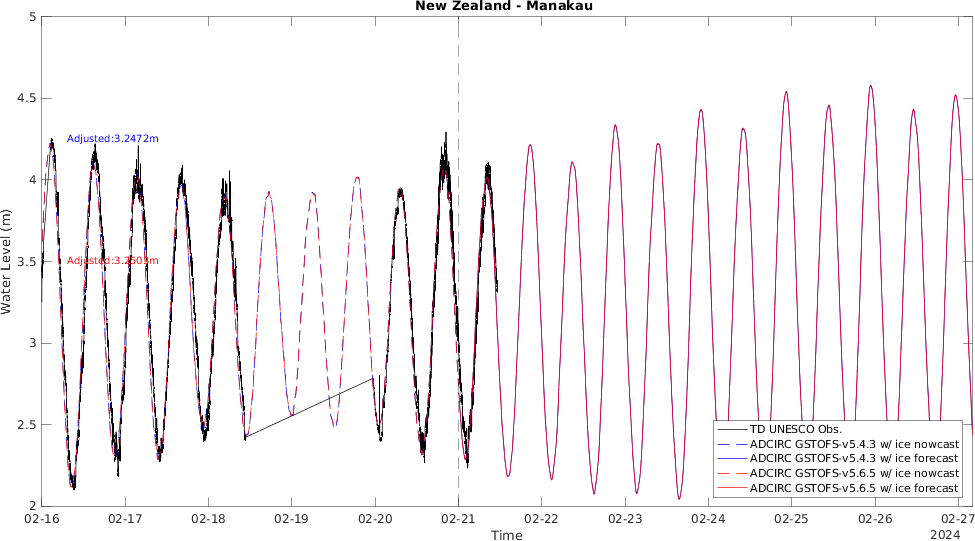 New Zealand - Manakau
5
4.5
4
3.5
3
2.5
2
Water Level (m)
Adjusted:3.2472m
Adjusted:3.2503m
TD UNESCO Obs.
ADCIRC GSTOFS-v5.4.3 w/ ice nowcast
ADCIRC GSTOFS-v5.4.3 w/ ice forecast
ADCIRC GSTOFS-v5.6.5 w/ ice nowcast
ADCIRC GSTOFS-v5.6.5 w/ ice forecast
02-16 02-17 02-18 02-19 02-20 02-21 02-22 02-23 02-24 02-25 02-26 02-27
Time
2024